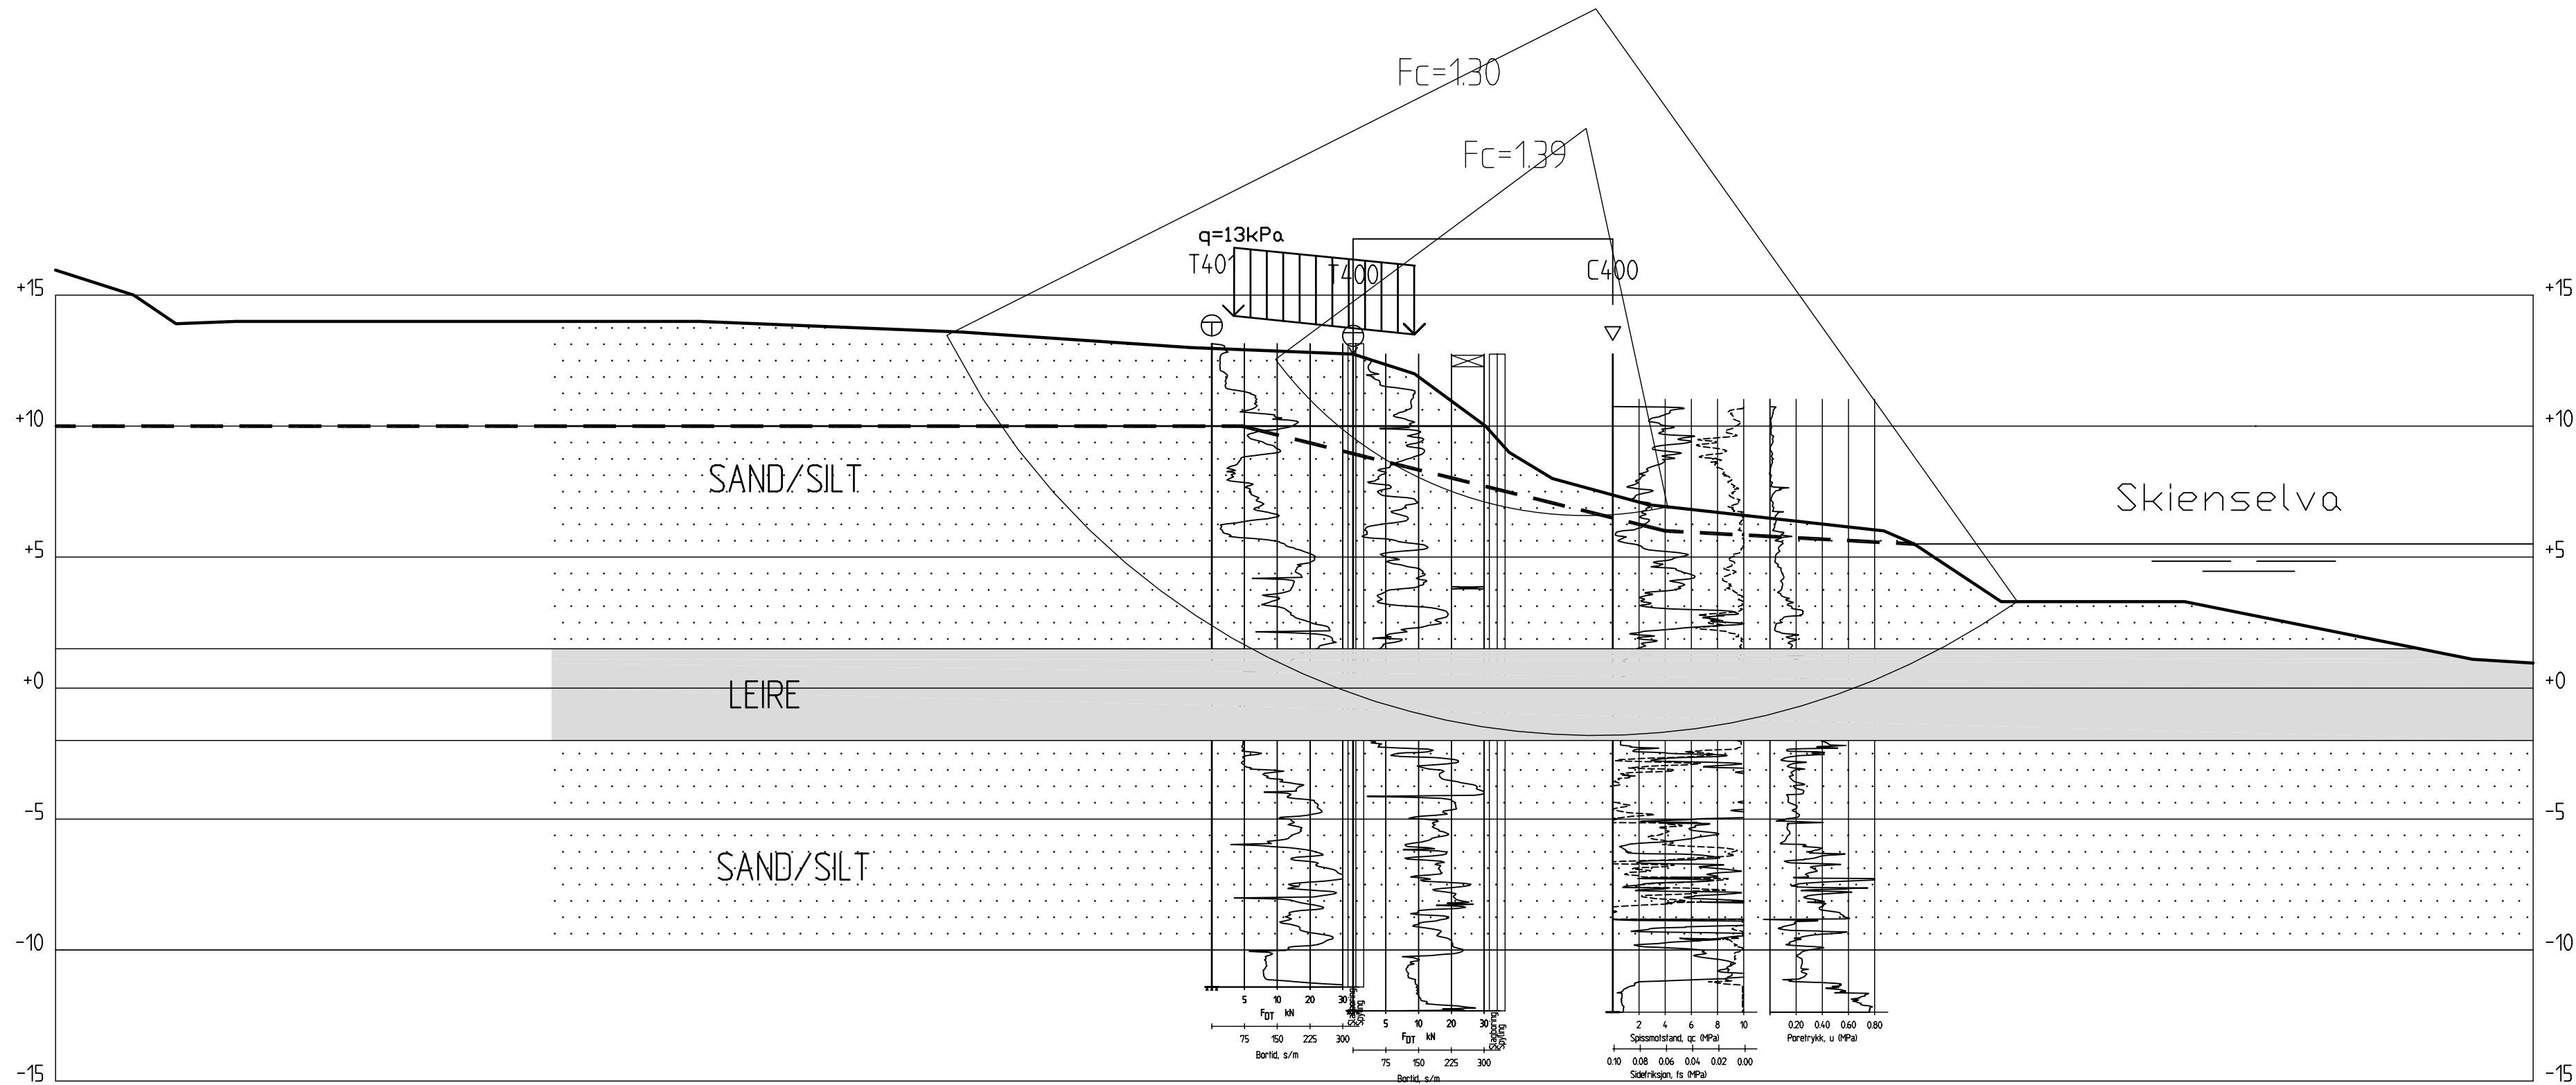 Fc=1.30
Fc=1.39
q=13kPa
T401
T400
C400
+15
+15
+10
+10
SAND/SILT
Skienselva
+5
+5
LEIRE
+0
+0
-5
-5
SAND/SILT
-10
-10
5 10 20 30
FDT kN
75 150 225 300
Bortid, s/m
Slagboring
Spyling
5 10 20 30
FDT kN
75 150 225 300
Bortid, s/m
Slagboring
Spyling
2 4 6 8 10
Spissmotstand, qc (MPa)
0.10 0.08 0.06 0.04 0.02 0.00
Sidefriksjon, fs (MPa)
0.20 0.40 0.60 0.80
Poretrykk, u (MPa)
-15
-15